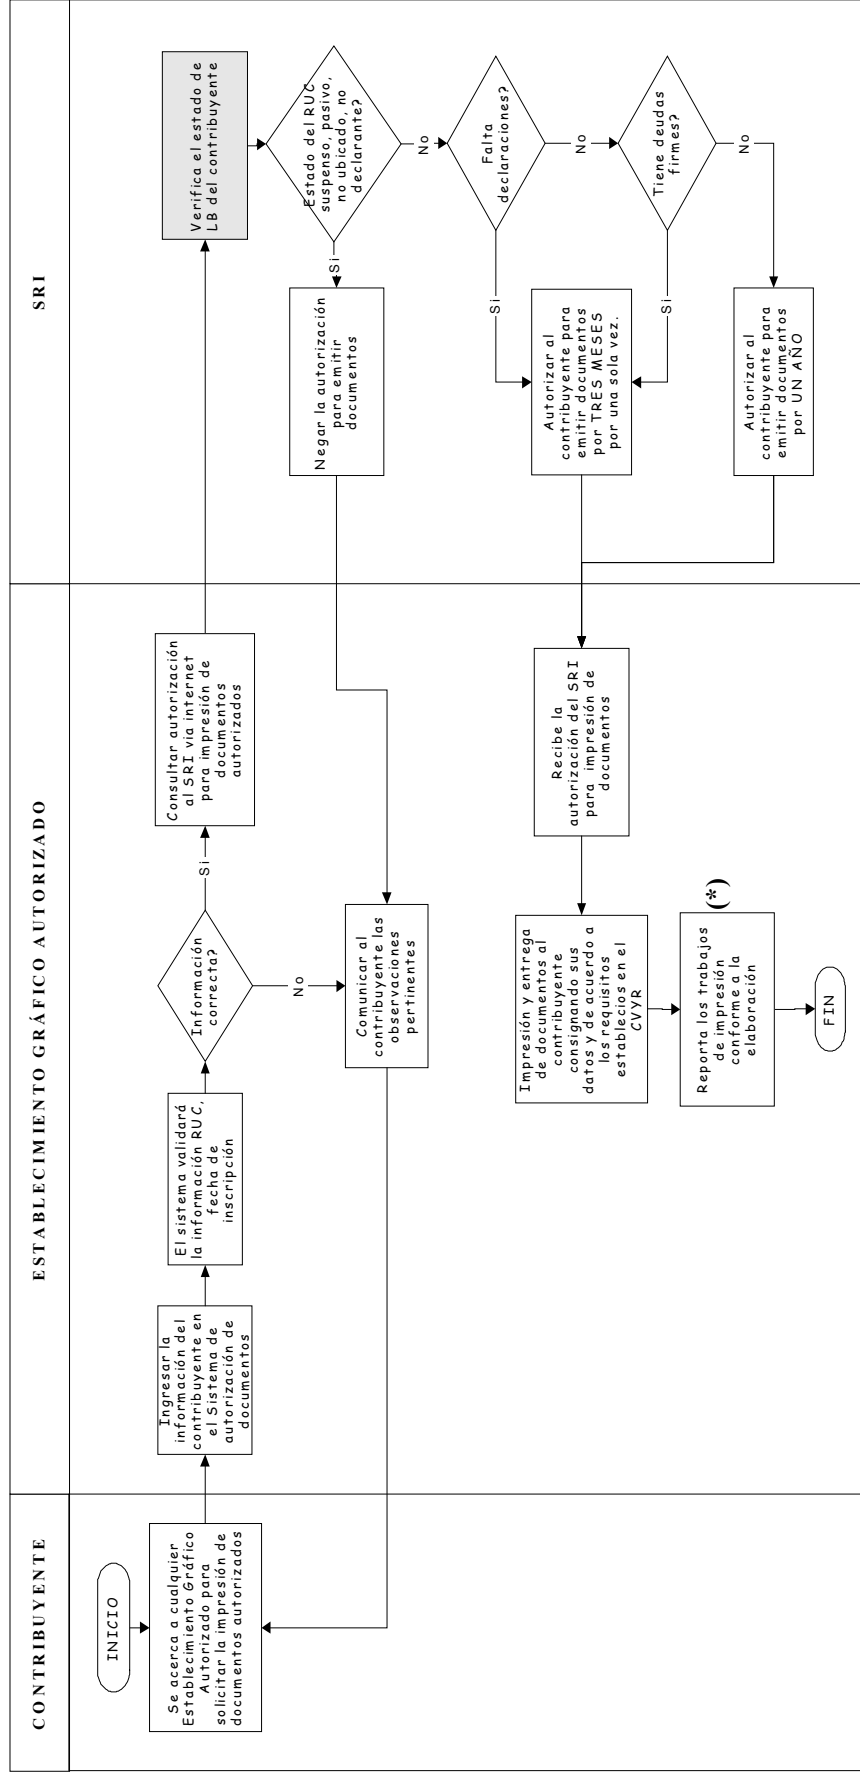 CONTRIBUYENTE
ESTABLECIMIENTO GRÁFICO AUTORIZADO
SRI
INICIO
Se acerca a cualquier
Establecimiento Gráfico
Autorizado para
solicitar la impresión de
documentos autorizados
Ingresar la
información del
contribuyente en
el Sistema de
autorización de
documentos
El sistema validará
la información RUC,
fecha de
inscripción
Información
correcta?
Si
No
Consultar autorización
al SRI via internet
para impresión de
documentos
autorizados
Comunicar al
contribuyente las
observaciones
pertinentes
Verifica el estado de
LB del contribuyente
Estado del RUC
suspenso, pasivo,
no ubicado, no
declarante?
Si
No
Negar la autorización
para emitir
documentos
Falta
declaraciones?
Si
No
Tiene deudas
firmes?
Si
No
Autorizar al
contribuyente para
emitir documentos
por TRES MESES
por una sola vez.
Autorizar al
contribuyente para
emitir documentos
por UN AÑO
Recibe la
autorización del SRI
para impresión de
documentos
Impresión y entrega
de documentos al
contribuyente
consignando sus
datos y de acuerdo a
los requisitos
establecios en el
CVYR
Reporta los trabajos
de impresión
conforme a la
elaboración
(*)
FIN